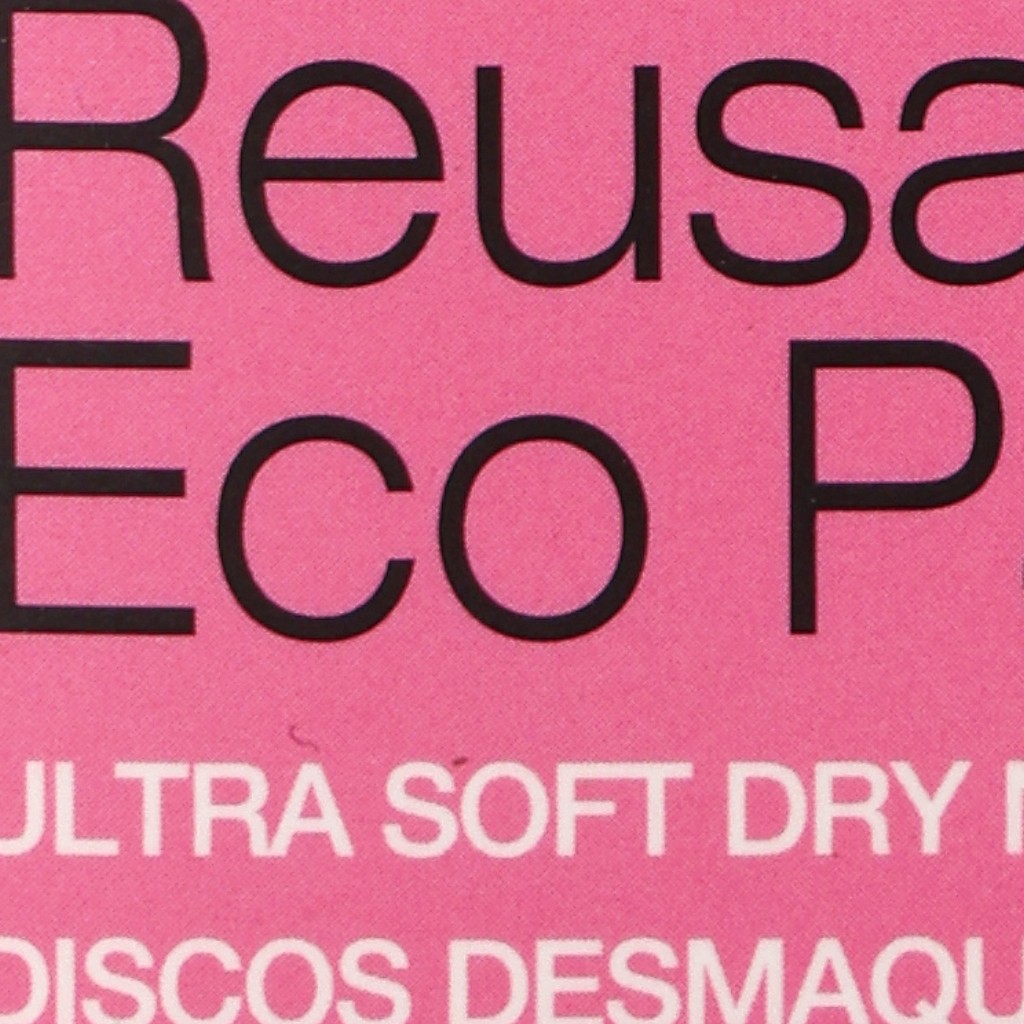 Reusa
Eco P
ULTRA SOFT DRY
DISCOS DESMAQU